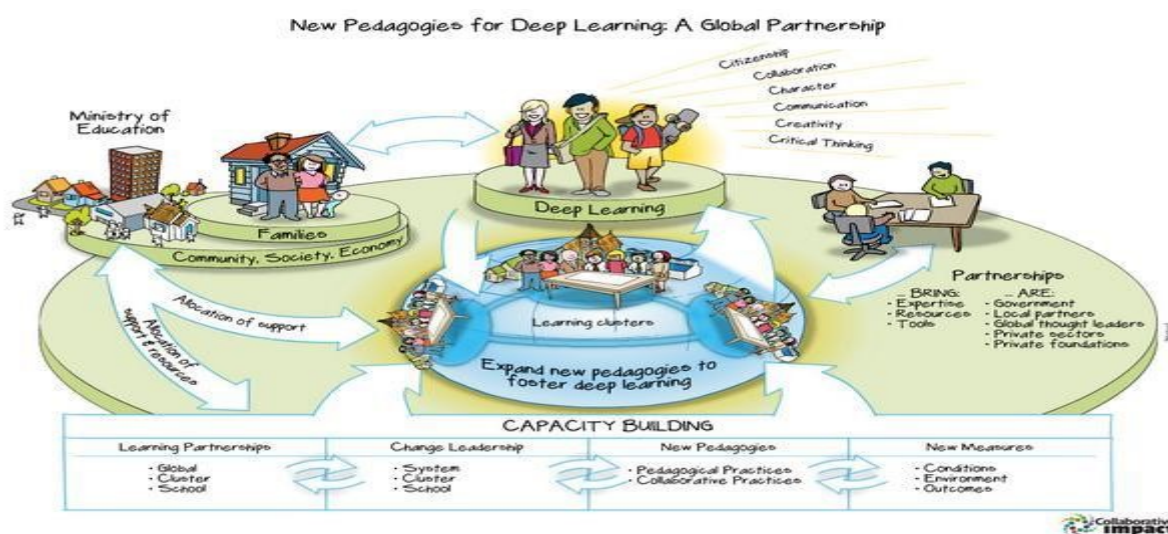 New Pedagogies for Deep Learning: A Global Partnership
Citizenship
Collaboration
Character
Communication
Creativity
Critical Thinking
Ministry of
Education
Families
Community, Society, Economy
Deep Learning
Partnerships
... BRING:
• Expertise
• Resources
• Tools
... ARE:
• Government
• Local partners
• Global thought leaders
• Private sectors
• Private foundations
Allocation of support
Allocation of
support & resources
Learning clusters
Expand new pedagogies to
foster deep learning
CAPACITY BUILDING
Learning Partnerships
• Global
• Cluster
• School
Change Leadership
• System
• Cluster
• School
New Pedagogies
• Pedagogical Practices
• Collaborative Practices
New Measures
• Conditions
• Environment
• Outcomes
Collaborative
impact